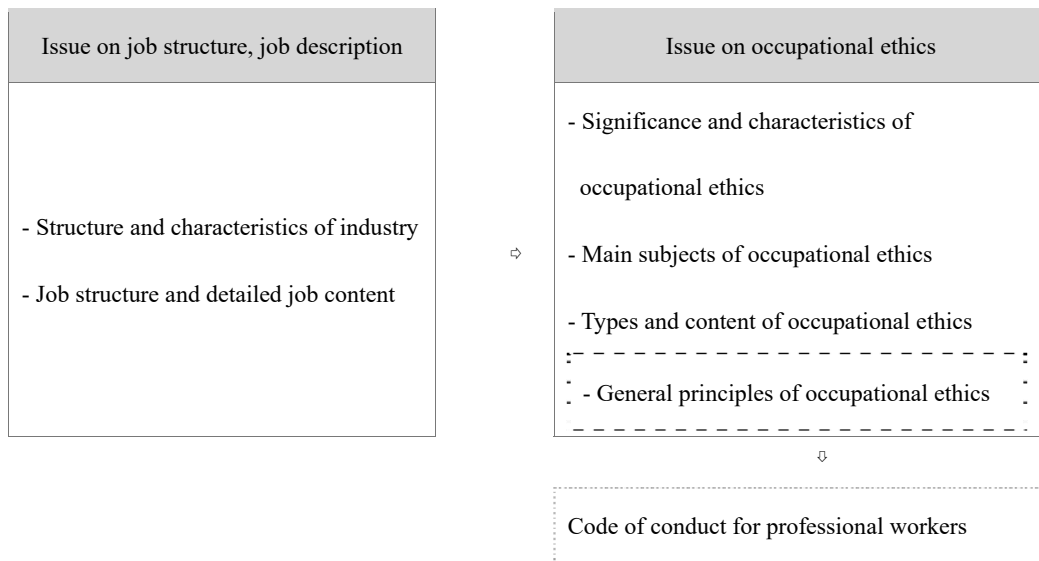 Issue on job structure, job description
- Structure and characteristics of industry
- Job structure and detailed job content
⇨
Issue on occupational ethics
- Significance and characteristics of
occupational ethics
- Main subjects of occupational ethics
- Types and content of occupational ethics
- General principles of occupational ethics
⇩
Code of conduct for professional workers